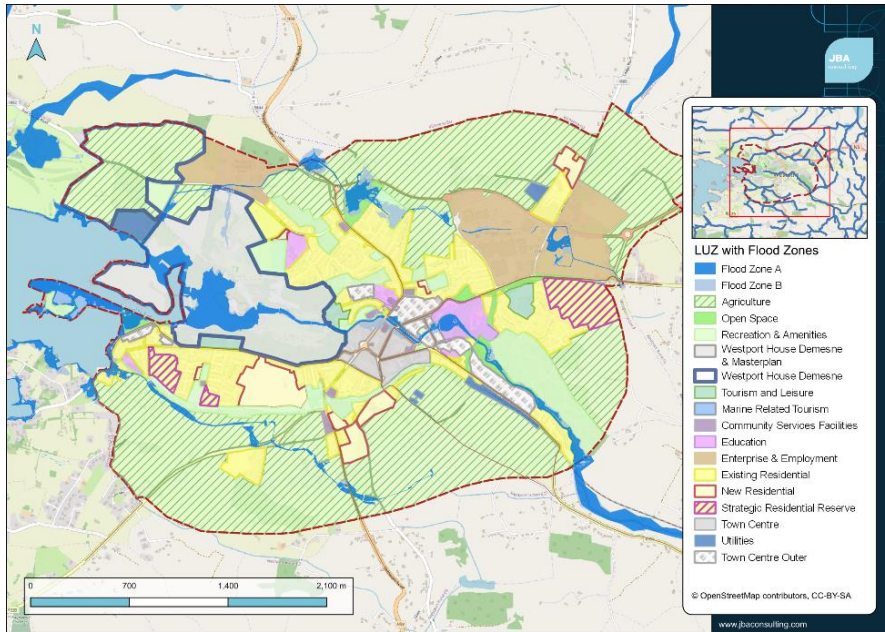 N
JBA
consulting
LUZ with Flood Zones
Flood Zone A
Flood Zone B
Agriculture
Open Space
Recreation & Amenities
Westport House Demesne
& Masterplan
Westport House Demesne
Tourism and Leisure
Marine Related Tourism
Community Services Facilities
Education
Enterprise & Employment
Existing Residential
New Residential
Strategic Residential Reserve
Town Centre
Utilities
Town Centre Outer
0 700 1,400 2,100 m
© OpenStreetMap contributors, CC-BY-SA
www.jbaconsulting.com